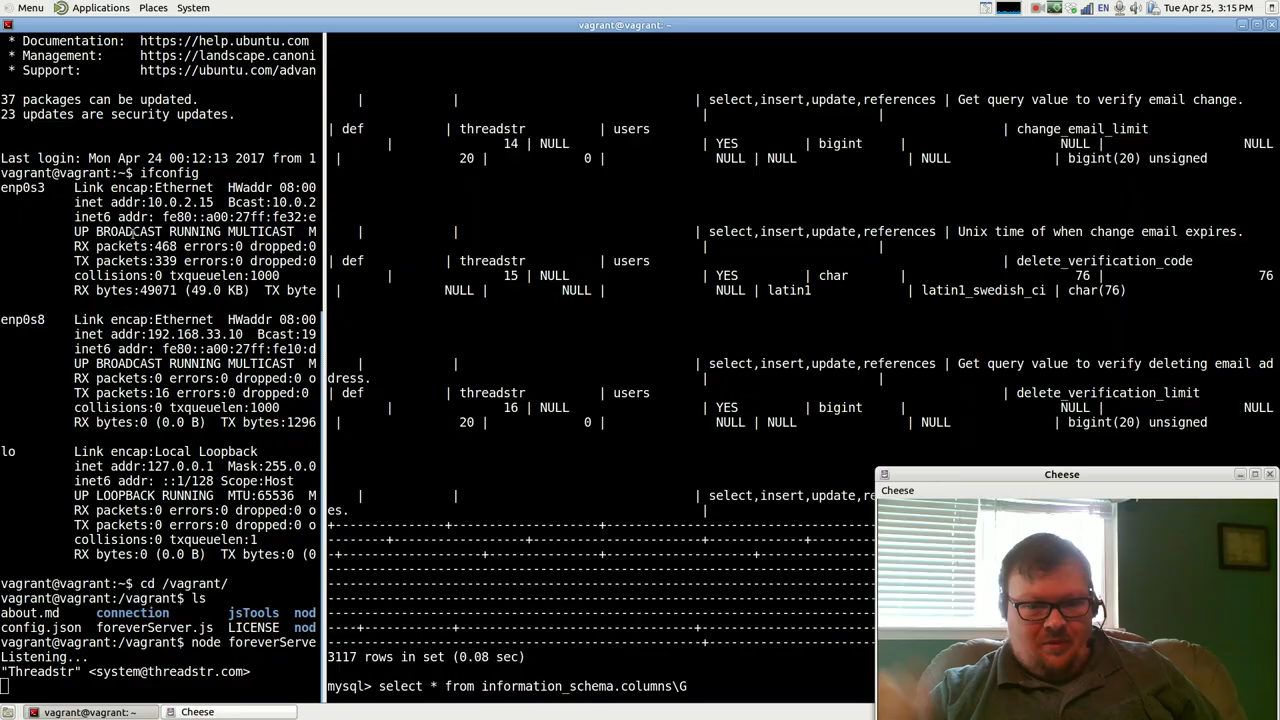 Menu Applications Places System EN Tue Apr 25, 3:15 PM
vagrant@vagrant: ~
* Documentation: https://help.ubuntu.com
* Management: https://landscape.canoni
* Support: https://ubuntu.com/advan
37 packages can be updated.
23 updates are security updates.
Last login: Mon Apr 24 00:12:13 2017 from 1
vagrant@vagrant:~$ ifconfig
enp0s3 Link encap:Ethernet HWaddr 08:00
inet addr:10.0.2.15 Bcast:10.0.2
inet6 addr: fe80::a00:27ff:fe32:e
UP BROADCAST RUNNING MULTICAST M
RX packets:468 errors:0 dropped:0
TX packets:339 errors:0 dropped:0
collisions:0 txqueuelen:1000
RX bytes:49071 (49.0 KB) TX byte
enp0s8 Link encap:Ethernet HWaddr 08:00
inet addr:192.168.33.10 Bcast:19
inet6 addr: fe80::a00:27ff:fe10:d
UP BROADCAST RUNNING MULTICAST M
RX packets:0 errors:0 dropped:0 o
TX packets:16 errors:0 dropped:0
collisions:0 txqueuelen:1000
RX bytes:0 (0.0 B) TX bytes:1296
lo Link encap:Local Loopback
inet addr:127.0.0.1 Mask:255.0.0
inet6 addr: ::1/128 Scope:Host
UP LOOPBACK RUNNING MTU:65536 M
RX packets:0 errors:0 dropped:0 o
TX packets:0 errors:0 dropped:0 o
collisions:0 txqueuelen:1
RX bytes:0 (0.0 B) TX bytes:0 (0
vagrant@vagrant:~$ cd /vagrant/
vagrant@vagrant:/vagrant$ ls
about.md connection jsTools nod
config.json foreverServer.js LICENSE nod
vagrant@vagrant:/vagrant$ node foreverServe
Listening...
"Threadstr" <system@threadstr.com>
| | | select,insert,update,references | Get query value to verify email change.
| |
| def | threadstr | users | change_email_limit
| 14 | NULL | YES | bigint | NULL | NULL
| 20 | 0 | NULL | NULL | NULL | bigint(20) unsigned
| | | select,insert,update,references | Unix time of when change email expires.
| |
| def | threadstr | users | delete_verification_code
| 15 | NULL | YES | char | 76 | 76
| NULL | NULL | NULL | latin1 | latin1_swedish_ci | char(76)
| | | select,insert,update,references | Get query value to verify deleting email ad
dress. | |
| def | threadstr | users | delete_verification_limit
| 16 | NULL | YES | bigint | NULL | NULL
| 20 | 0 | NULL | NULL | NULL | bigint(20) unsigned
| | | select,insert,update,re
es. |
3117 rows in set (0.08 sec)
mysql> select * from information_schema.columns\G
Cheese
Cheese
vagrant@vagrant: ~ Cheese